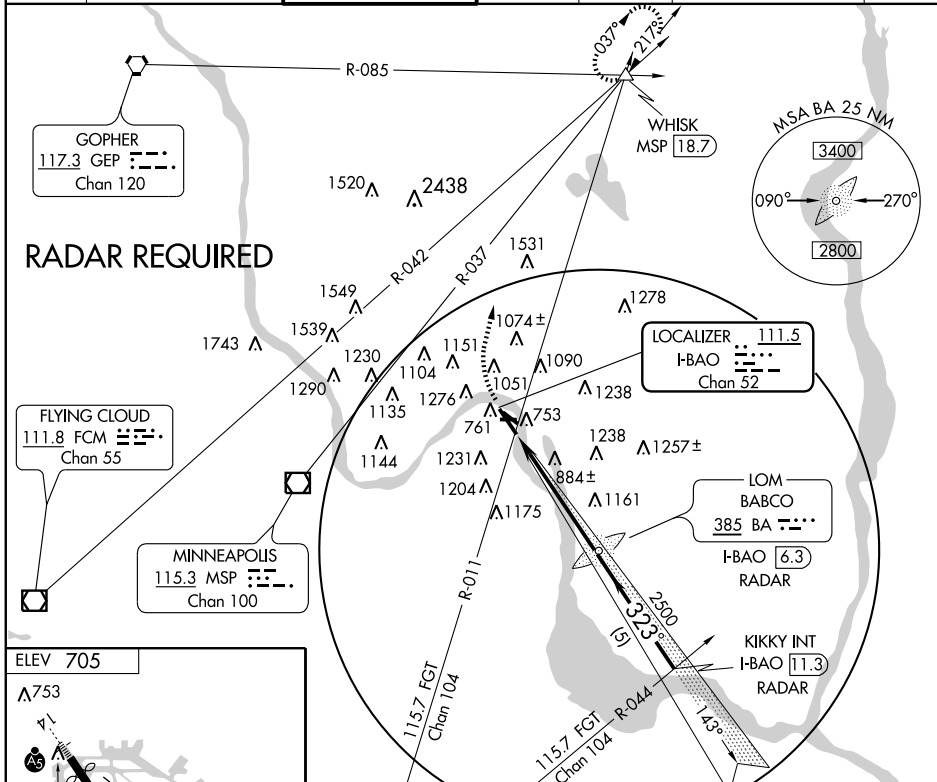 037°
217°
R-085
GOPHER
117.3 GEP
Chan 120
WHISK
MSP 18.7
MSA BA 25 NM
3400
090°
270°
2800
1520
2438
RADAR REQUIRED
R-042
R-037
1531
1549
1278
1539
1074±
1743
1230
1104
1151
1090
LOCALIZER 111.5
I-BAO
Chan 52
1290
1135
1276
1051
1238
FLYING CLOUD
111.8 FCM
Chan 55
761
753
1144
1231
1238
1257±
884±
1204
1161
1175
LOM
BABCO
385 BA
I-BAO 6.3
RADAR
MINNEAPOLIS
115.3 MSP
Chan 100
R-011
2500
323°
(5)
KIKKY INT
I-BAO 11.3
RADAR
ELEV 705
753
14
A5
115.7 FGT
Chan 104
115.7 FGT
Chan 104
R-044
143°